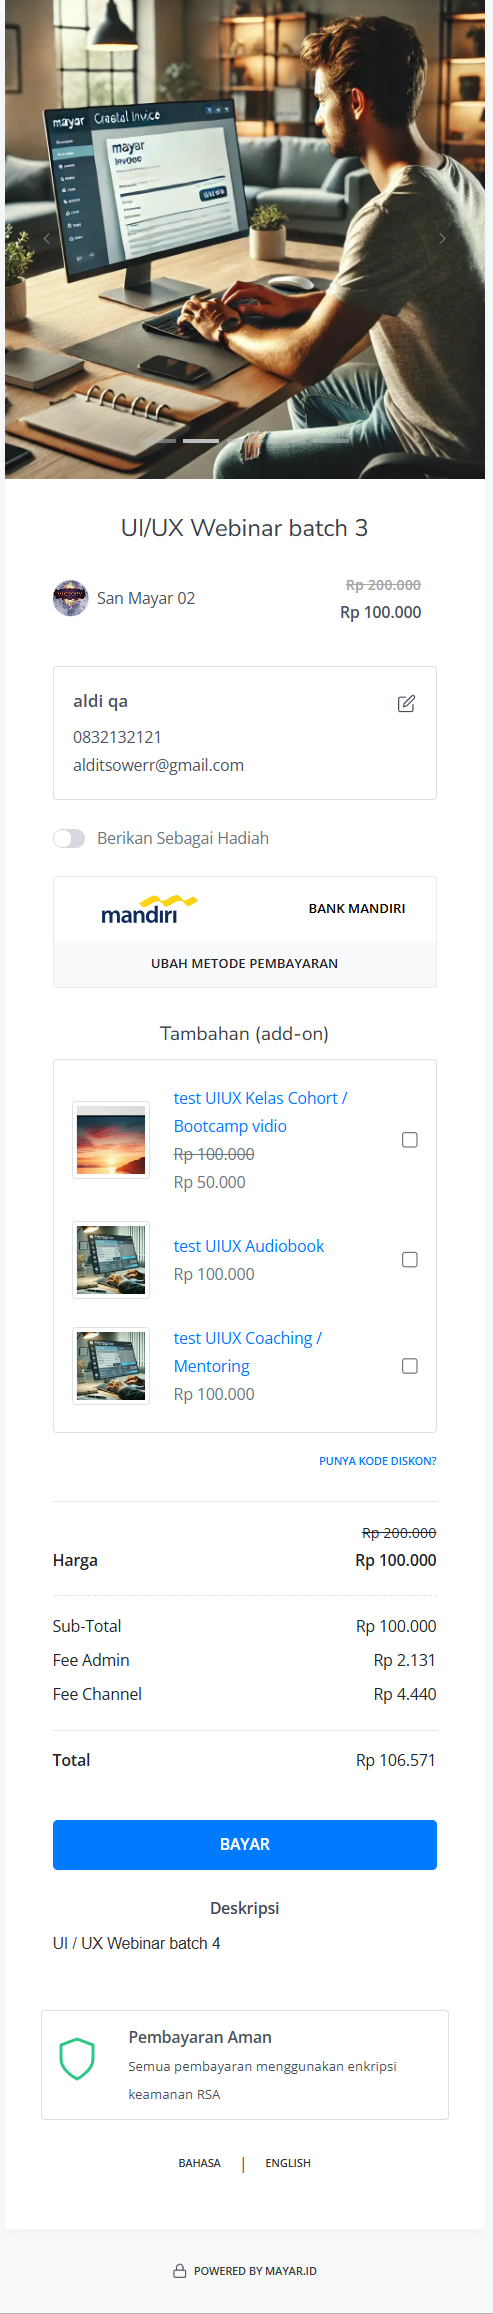 mayar Creatal Invica
mayar
Invooe
UI/UX Webinar batch 3
San Mayar 02
Rp 200.000
Rp 100.000
aldi qa
0832132121
alditsowerr@gmail.com
Berikan Sebagai Hadiah
mandiri
BANK MANDIRI
UBAH METODE PEMBAYARAN
Tambahan (add-on)
test UIUX Kelas Cohort /
Bootcamp vidio
Rp 100.000
Rp 50.000
test UIUX Audiobook
Rp 100.000
test UIUX Coaching /
Mentoring
Rp 100.000
PUNYA KODE DISKON?
Rp 200.000
Harga Rp 100.000
Sub-Total Rp 100.000
Fee Admin Rp 2.131
Fee Channel Rp 4.440
Total Rp 106.571
BAYAR
Deskripsi
UI / UX Webinar batch 4
Pembayaran Aman
Semua pembayaran menggunakan enkripsi
keamanan RSA
BAHASA | ENGLISH
POWERED BY MAYAR.ID